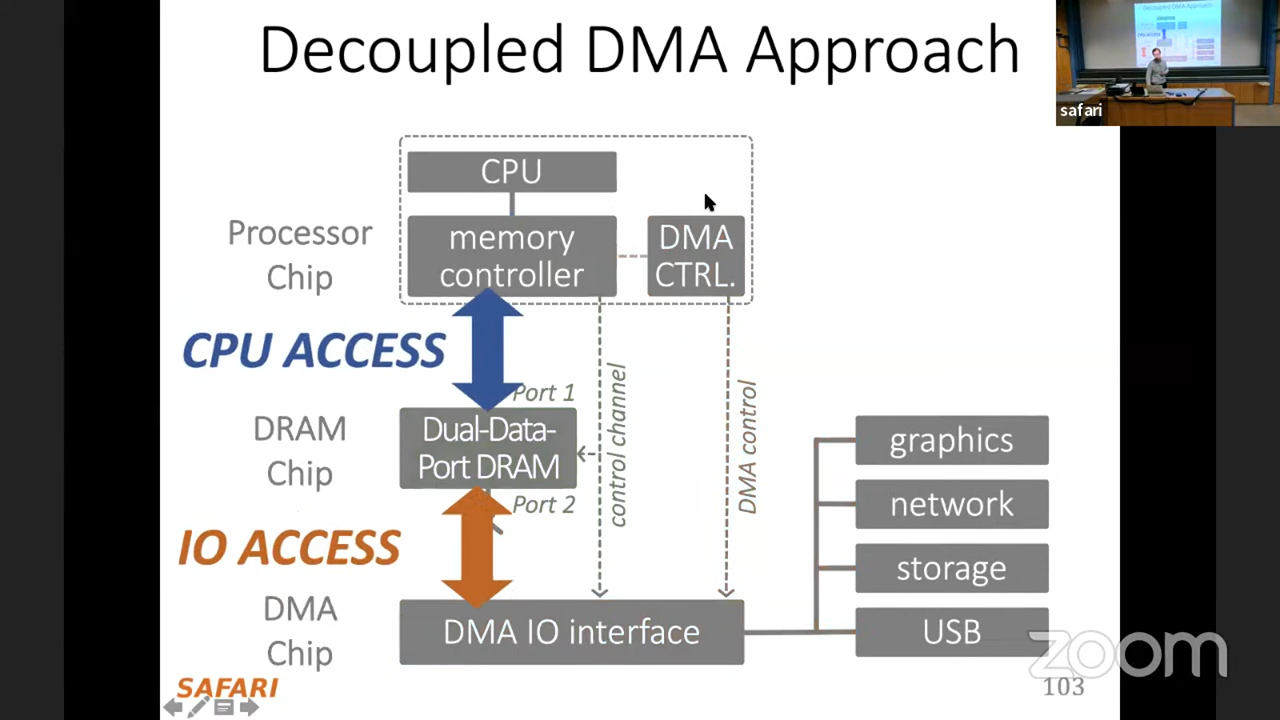 Decoupled DMA Approach
safari
CPU
Processor
Chip
memory
controller
DMA
CTRL.
CPU ACCESS
Port 1
control channel
DMA control
DRAM
Chip
Dual-Data-
Port DRAM
Port 2
IO ACCESS
DMA
Chip
DMA IO interface
graphics
network
storage
USB
zoom
SAFARI
103